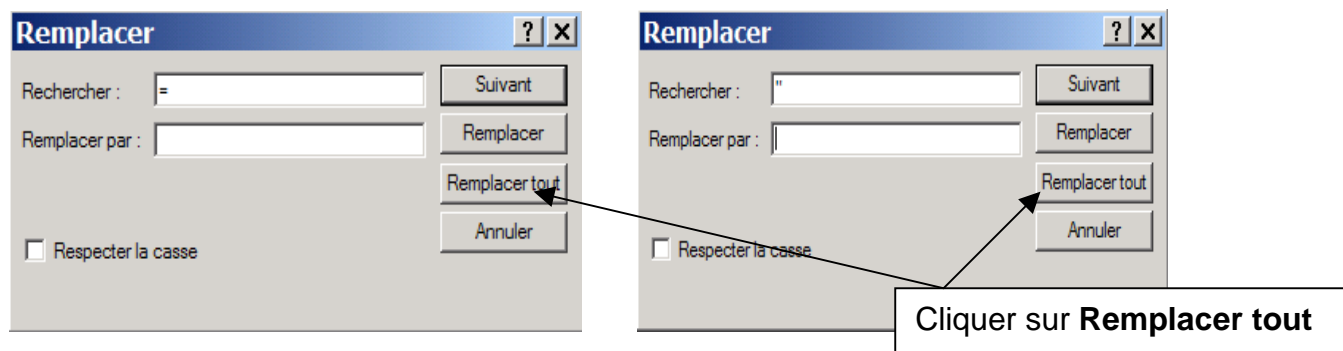 Remplacer
Rechercher : =
Suivant
Remplacer par :
Remplacer
Remplacer tout
Respecter la casse
Annuler
Remplacer
Rechercher : "
Suivant
Remplacer par :
Remplacer
Remplacer tout
Respecter la casse
Annuler
Cliquer sur Remplacer tout